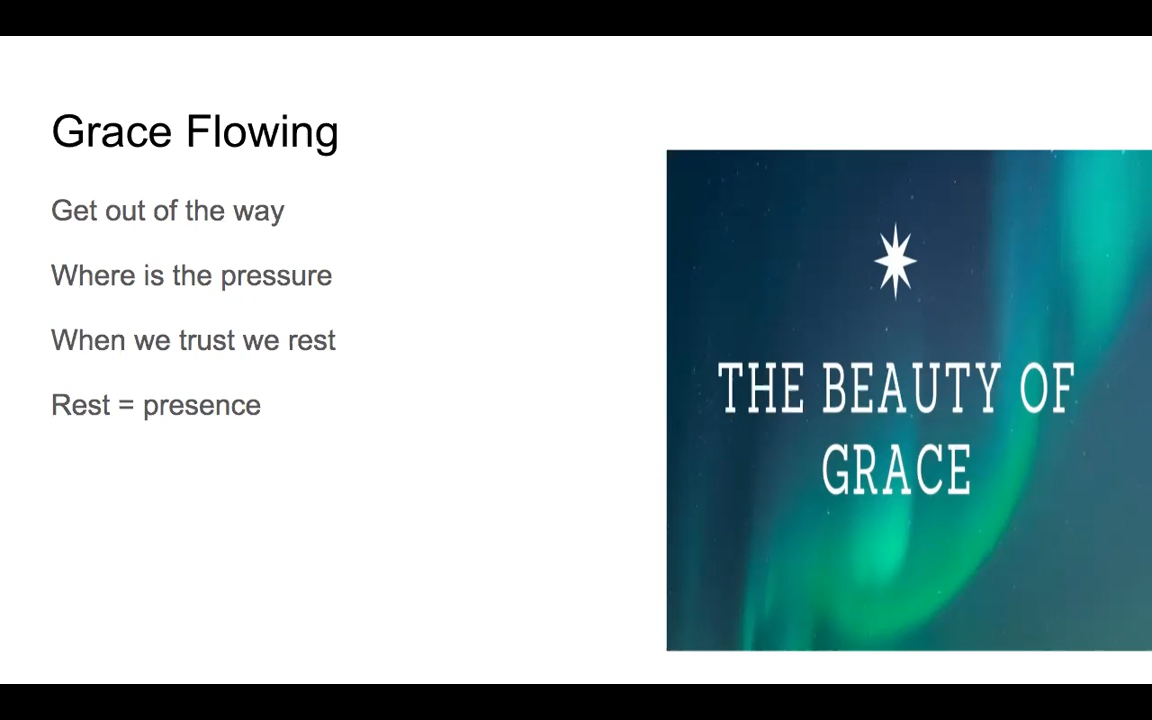 Grace Flowing
Get out of the way
Where is the pressure
When we trust we rest
Rest = presence
THE BEAUTY OF
GRACE